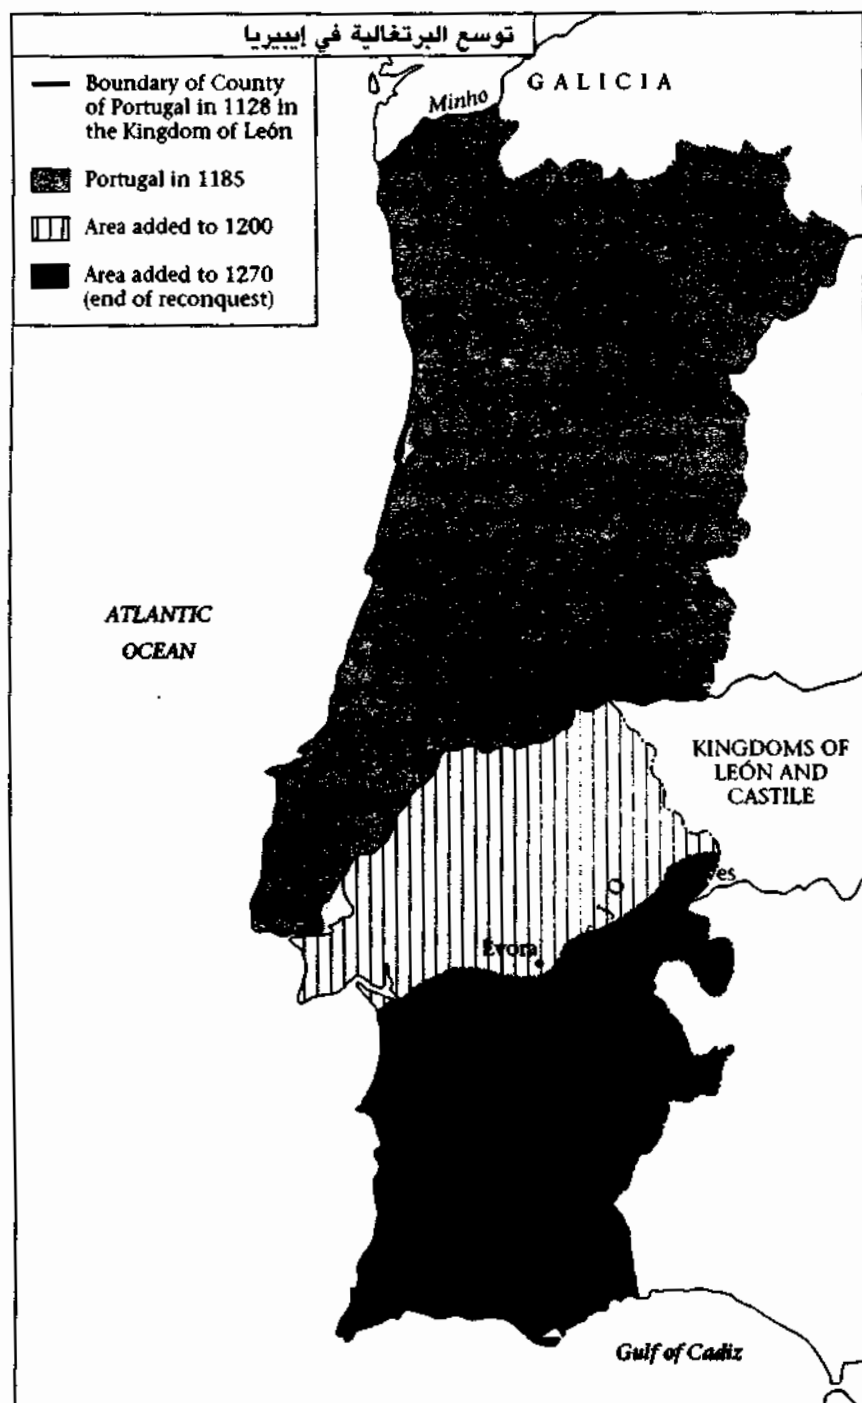 توسع البرتغالية في إيبيريا
Boundary of County
of Portugal in 1128 in
the Kingdom of León
Portugal in 1185
Area added to 1200
Area added to 1270
(end of reconquest)
Minho
GALICIA
ATLANTIC
OCEAN
KINGDOMS OF
LEÓN AND
CASTILE
Évora
Gulf of Cadiz